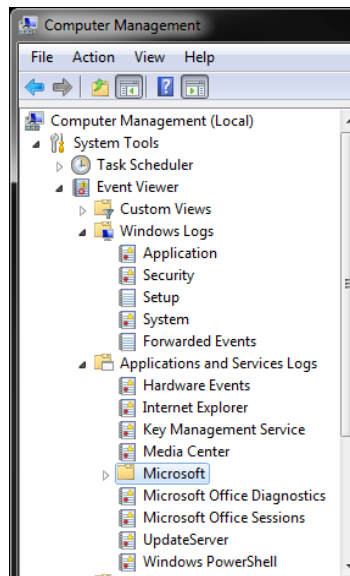 Computer Management
File Action View Help
Computer Management (Local)
System Tools
Task Scheduler
Event Viewer
Custom Views
Windows Logs
Application
Security
Setup
System
Forwarded Events
Applications and Services Logs
Hardware Events
Internet Explorer
Key Management Service
Media Center
Microsoft
Microsoft Office Diagnostics
Microsoft Office Sessions
UpdateServer
Windows PowerShell